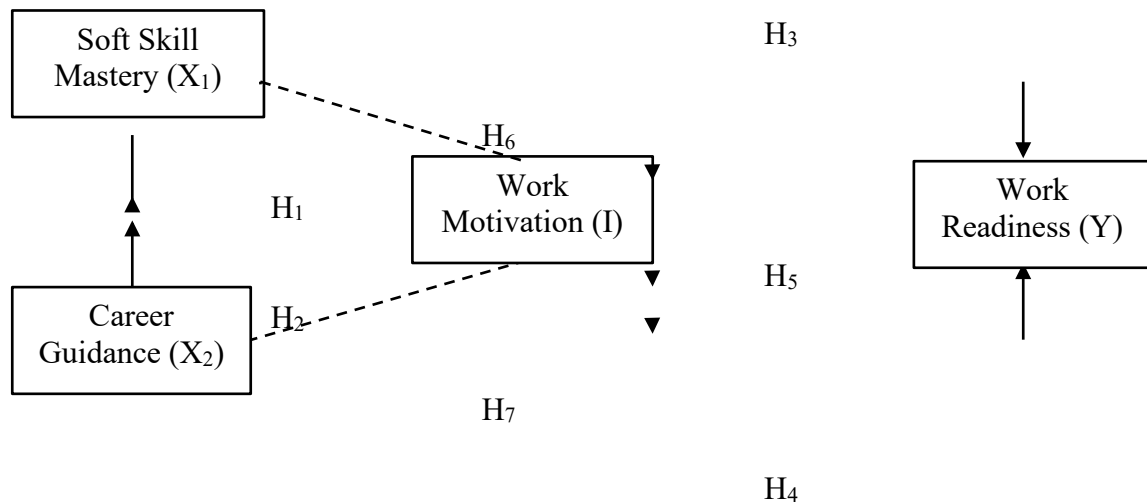 Soft Skill
Mastery (X₁)
H₃
H₆
Work
Motivation (I)
Work
Readiness (Y)
H₁
H₅
Career
Guidance (X₂)
H₂
H₇
H₄